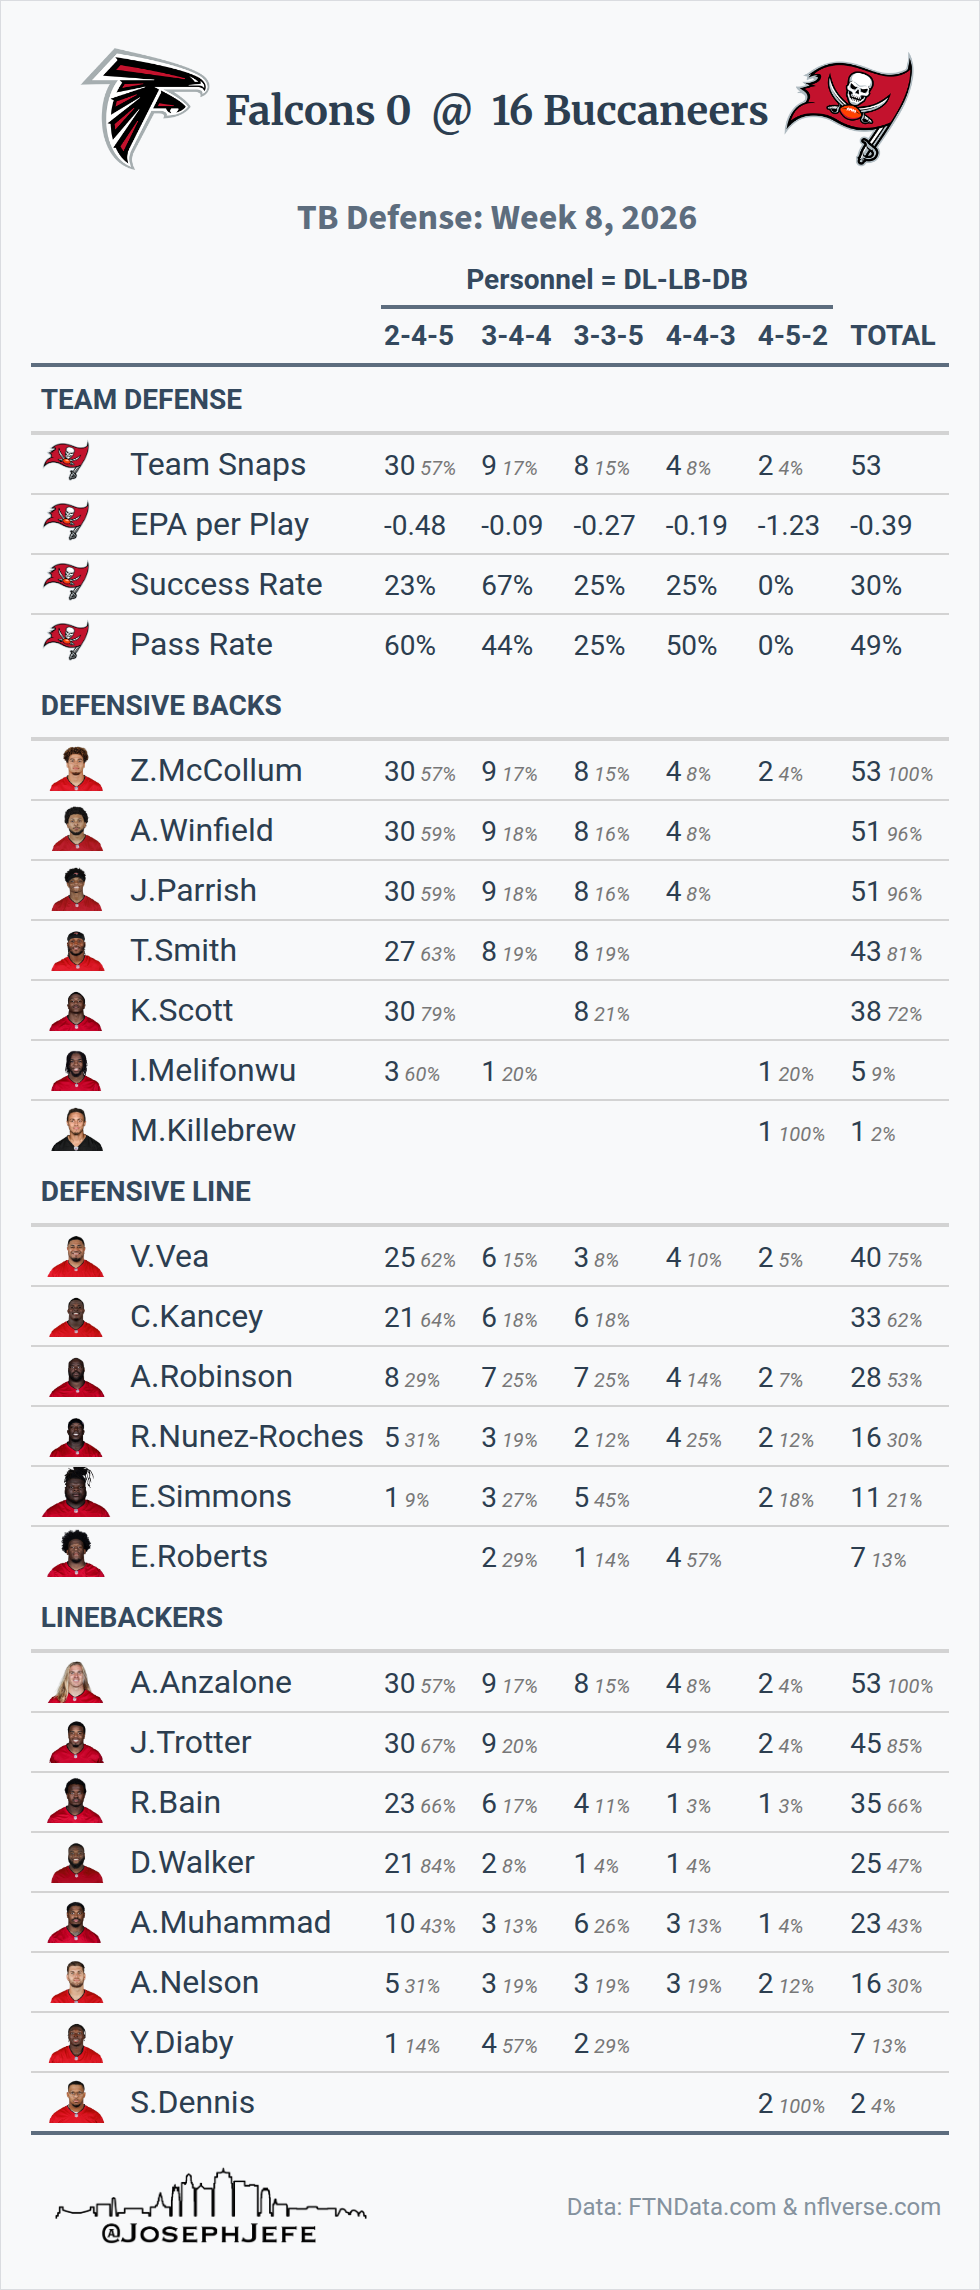 Falcons 0 @ 16 Buccaneers
TB Defense: Week 8, 2026
Personnel = DL-LB-DB
2-4-5 3-4-4 3-3-5 4-4-3 4-5-2 TOTAL
TEAM DEFENSE
Team Snaps 30 57% 9 17% 8 15% 4 8% 2 4% 53
EPA per Play -0.48 -0.09 -0.27 -0.19 -1.23 -0.39
Success Rate 23% 67% 25% 25% 0% 30%
Pass Rate 60% 44% 25% 50% 0% 49%
DEFENSIVE BACKS
Z.McCollum 30 57% 9 17% 8 15% 4 8% 2 4% 53 100%
A.Winfield 30 59% 9 18% 8 16% 4 8% 51 96%
J.Parrish 30 59% 9 18% 8 16% 4 8% 51 96%
T.Smith 27 63% 8 19% 8 19% 43 81%
K.Scott 30 79% 8 21% 38 72%
I.Melifonwu 3 60% 1 20% 1 20% 5 9%
M.Killebrew 1 100% 1 2%
DEFENSIVE LINE
V.Vea 25 62% 6 15% 3 8% 4 10% 2 5% 40 75%
C.Kancey 21 64% 6 18% 6 18% 33 62%
A.Robinson 8 29% 7 25% 7 25% 4 14% 2 7% 28 53%
R.Nunez-Roches 5 31% 3 19% 2 12% 4 25% 2 12% 16 30%
E.Simmons 1 9% 3 27% 5 45% 2 18% 11 21%
E.Roberts 2 29% 1 14% 4 57% 7 13%
LINEBACKERS
A.Anzalone 30 57% 9 17% 8 15% 4 8% 2 4% 53 100%
J.Trotter 30 67% 9 20% 4 9% 2 4% 45 85%
R.Bain 23 66% 6 17% 4 11% 1 3% 1 3% 35 66%
D.Walker 21 84% 2 8% 1 4% 1 4% 25 47%
A.Muhammad 10 43% 3 13% 6 26% 3 13% 1 4% 23 43%
A.Nelson 5 31% 3 19% 3 19% 3 19% 2 12% 16 30%
Y.Diaby 1 14% 4 57% 2 29% 7 13%
S.Dennis 2 100% 2 4%
@JOSEPHJEFE
Data: FTNData.com & nflverse.com